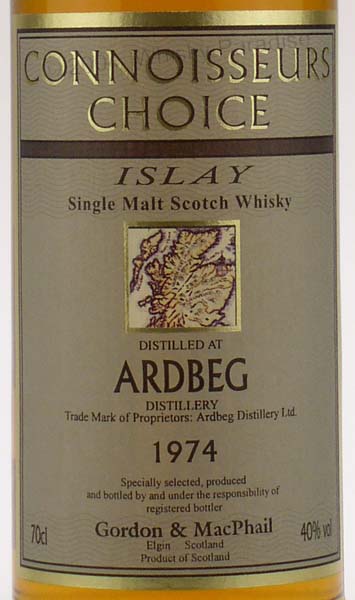 CONNOISSEURS
CHOICE
ISLAY
Single Malt Scotch Whisky
DISTILLED AT
ARDBEG
DISTILLERY
Trade Mark of Proprietors: Ardbeg Distillery Ltd.
1974
Specially selected, produced
and bottled by and under the responsibility of
registered bottler
70cl Gordon & MacPhail 40% vol
Elgin Scotland
Product of Scotland